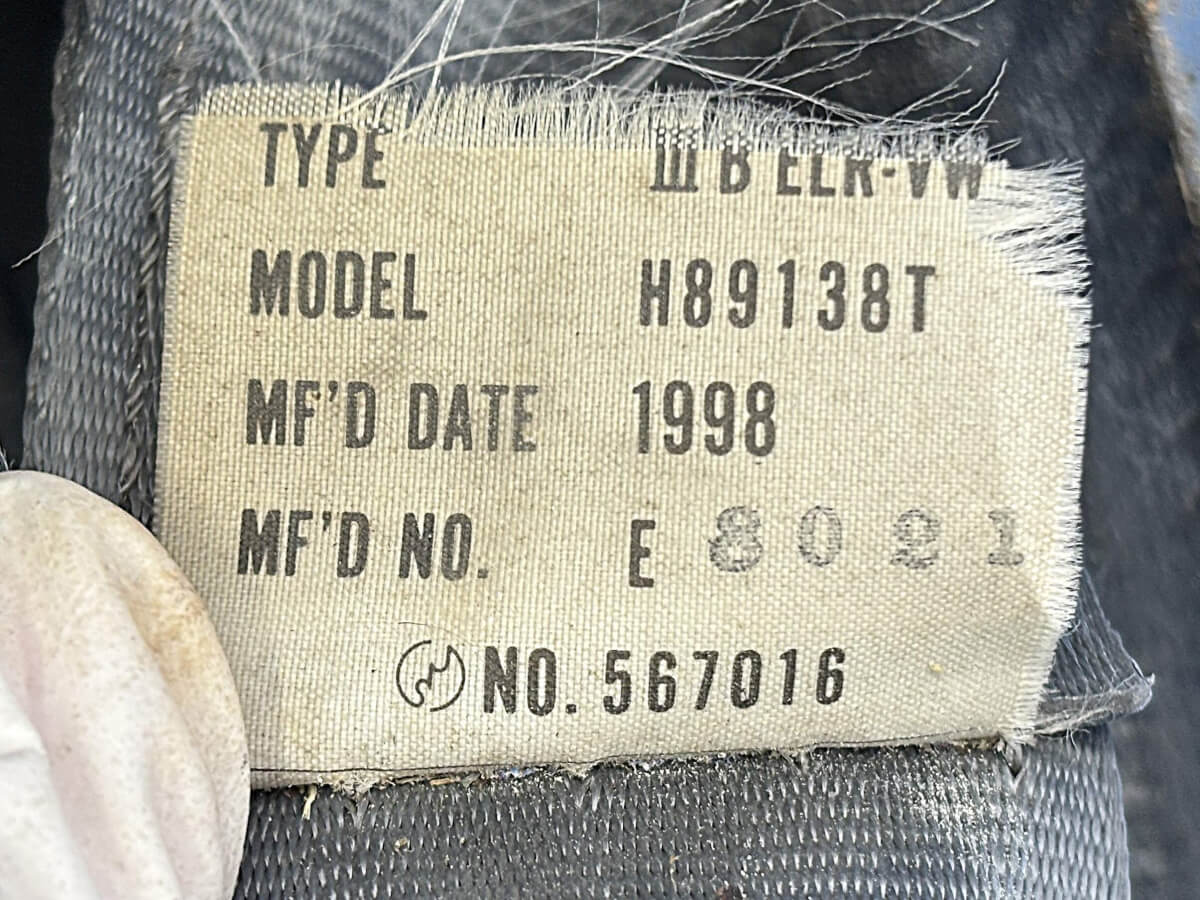 TYPE III B ELR-VW
MODEL H89138T
MF'D DATE 1998
MF'D NO. E 8021
NO. 567016